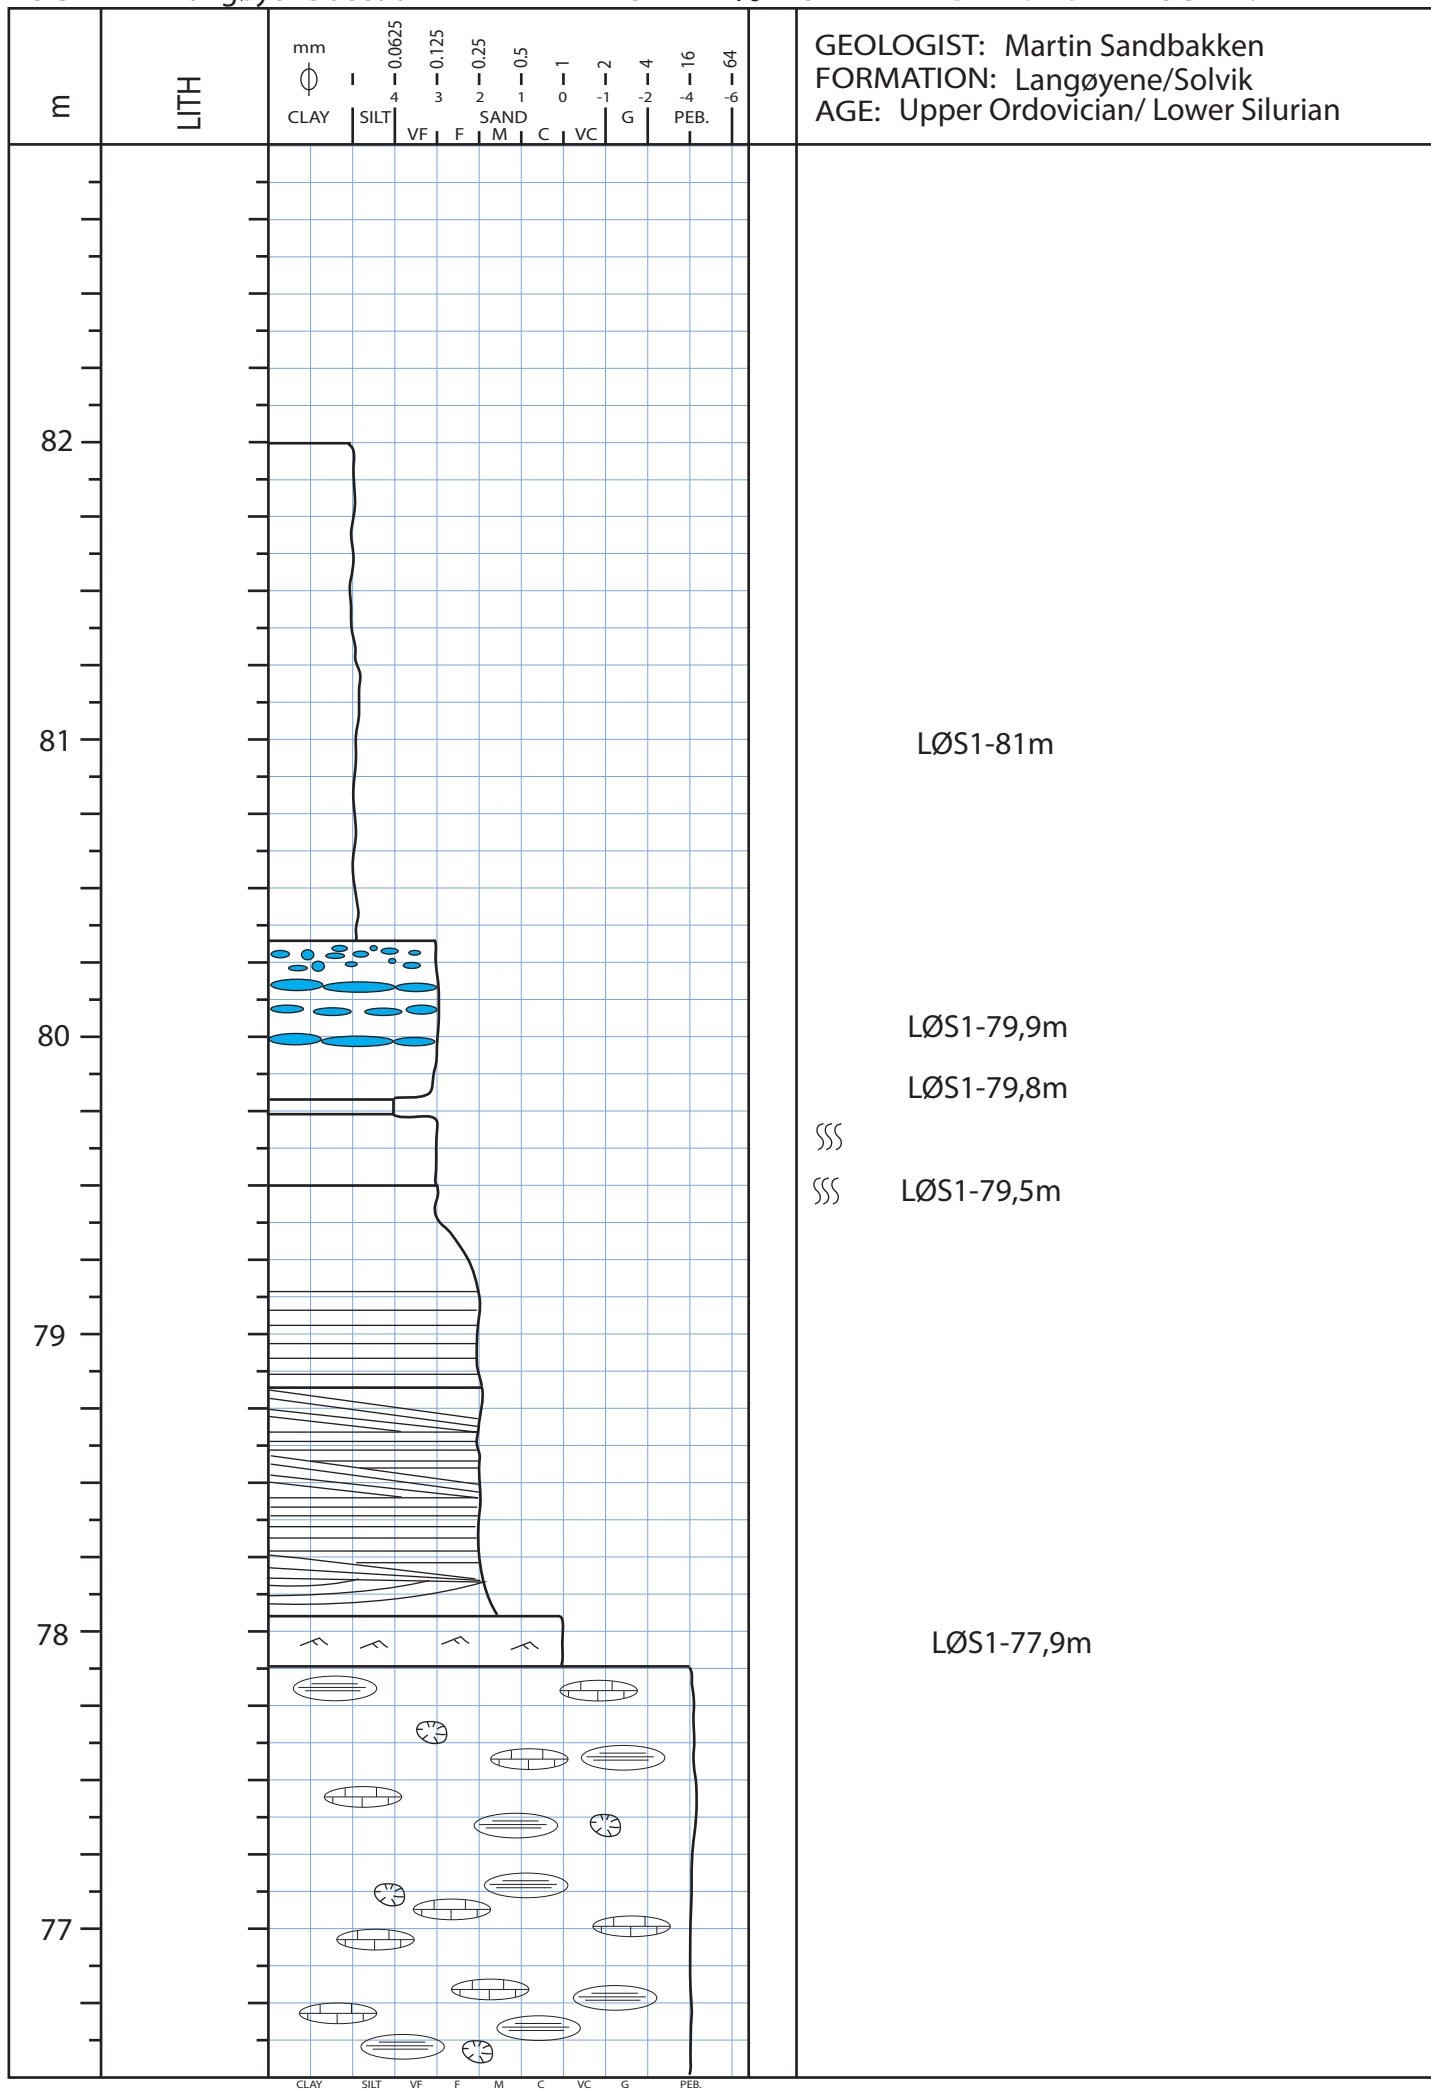 GEOLOGIST: Martin Sandbakken
FORMATION: Langøyene/Solvik
AGE: Upper Ordovician/ Lower Silurian
m
LITH
mm
0.0625 0.125 0.25 0.5 1 2 4 16 64
4 3 2 1 0 -1 -2 -4 -6
CLAY SILT SAND G PEB.
VF F M C VC
82
81 LØS1-81m
80 LØS1-79,9m
LØS1-79,8m
LØS1-79,5m
79
78 LØS1-77,9m
77
CLAY SILT VF F M C VC G PEB.